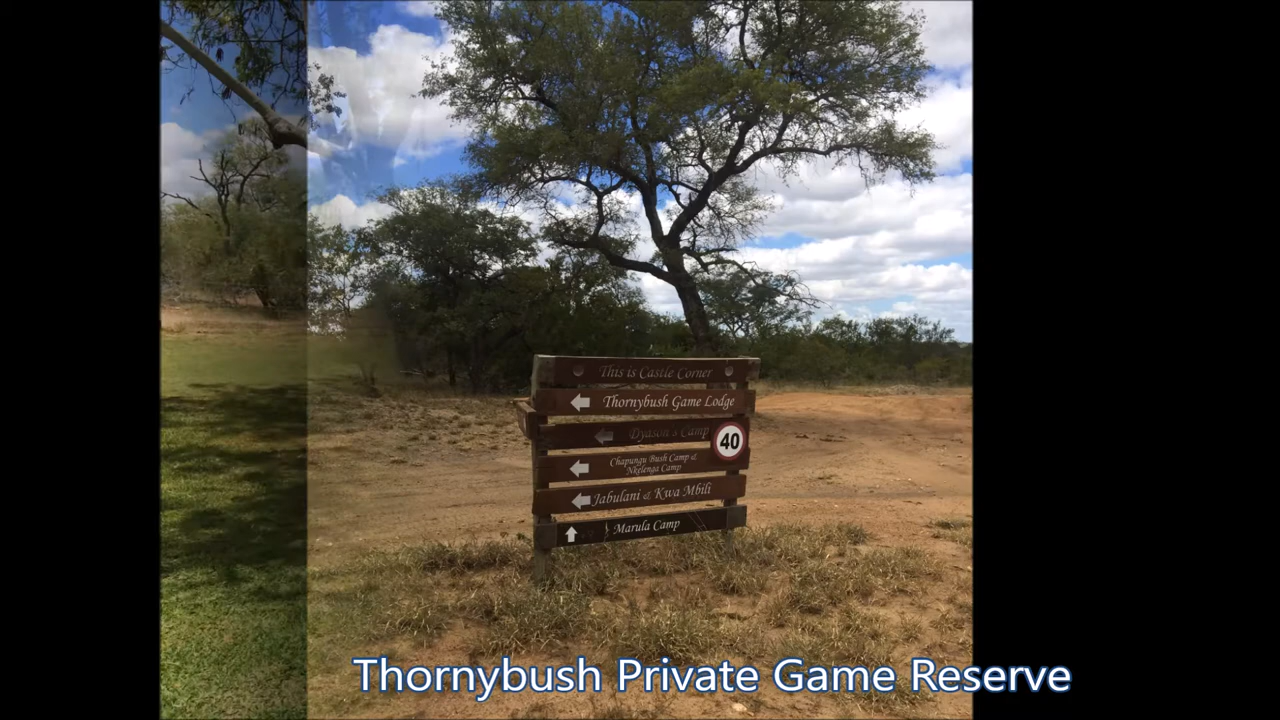 This is Castle Corner
Thornybush Game Lodge
Dyason's Camp
40
Chapungu Bush Camp &
Nkelenga Camp
Jabulani & Kwa Mbili
Marula Camp
Thornybush Private Game Reserve